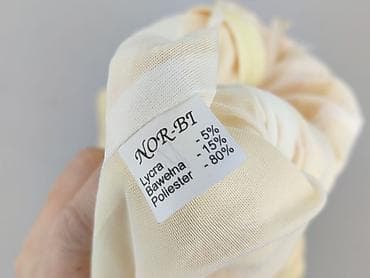 NOR-BI
Lycra - 5%
Bawełna - 15%
Poliester - 80%